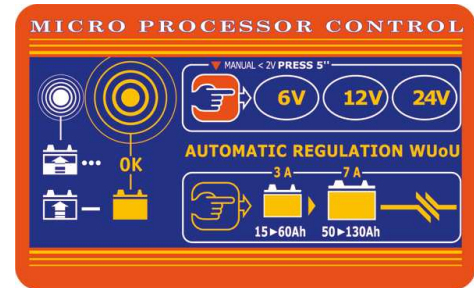 MICRO PROCESSOR CONTROL
▼ MANUAL < 2V PRESS 5"
6V 12V 24V
AUTOMATIC REGULATION WUoU
OK
3 A 7 A
15►60Ah 50►130Ah